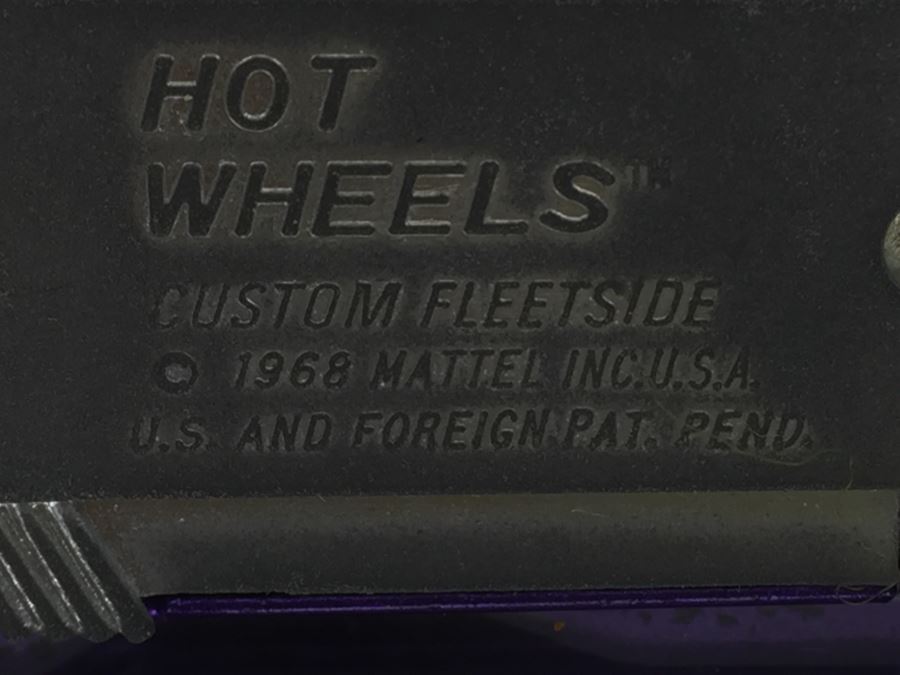 HOT
WHEELS™
CUSTOM FLEETSIDE
© 1968 MATTEL INC.U.S.A.
U.S. AND FOREIGN.PAT. PEND.